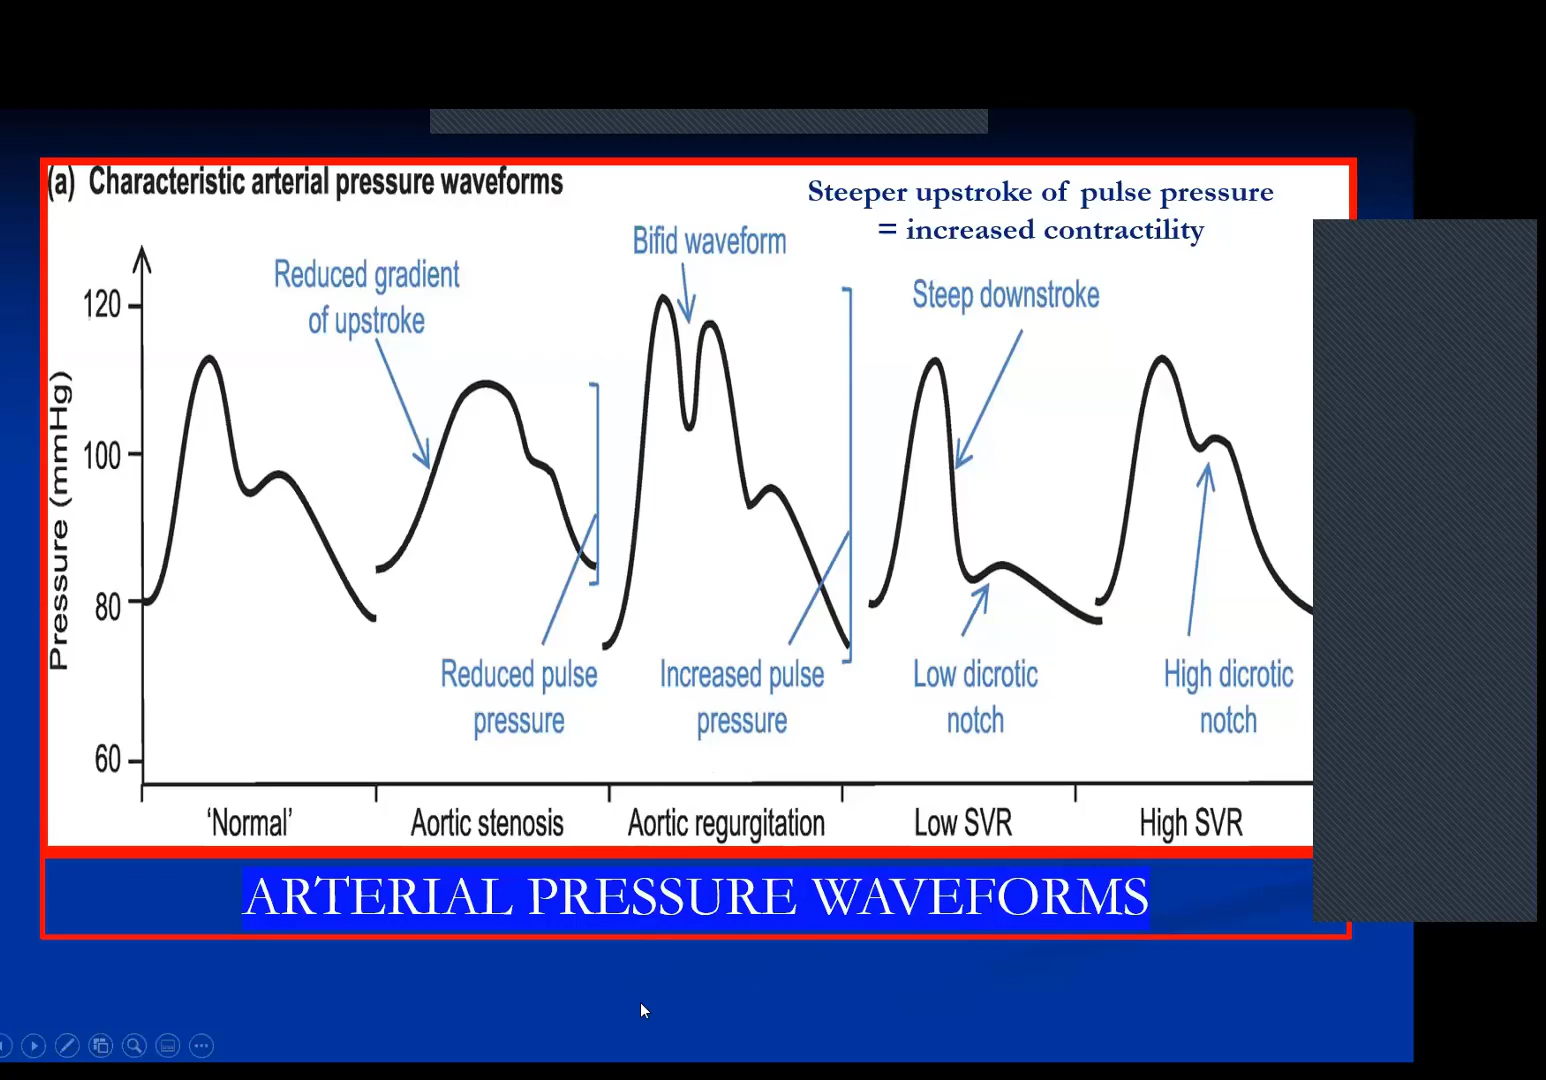 (a) Characteristic arterial pressure waveforms
Steeper upstroke of pulse pressure
= increased contractility
Bifid waveform
Reduced gradient
of upstroke
Steep downstroke
120
100
80
60
Pressure (mmHg)
Reduced pulse
pressure
Increased pulse
pressure
Low dicrotic
notch
High dicrotic
notch
‘Normal’
Aortic stenosis
Aortic regurgitation
Low SVR
High SVR
ARTERIAL PRESSURE WAVEFORMS